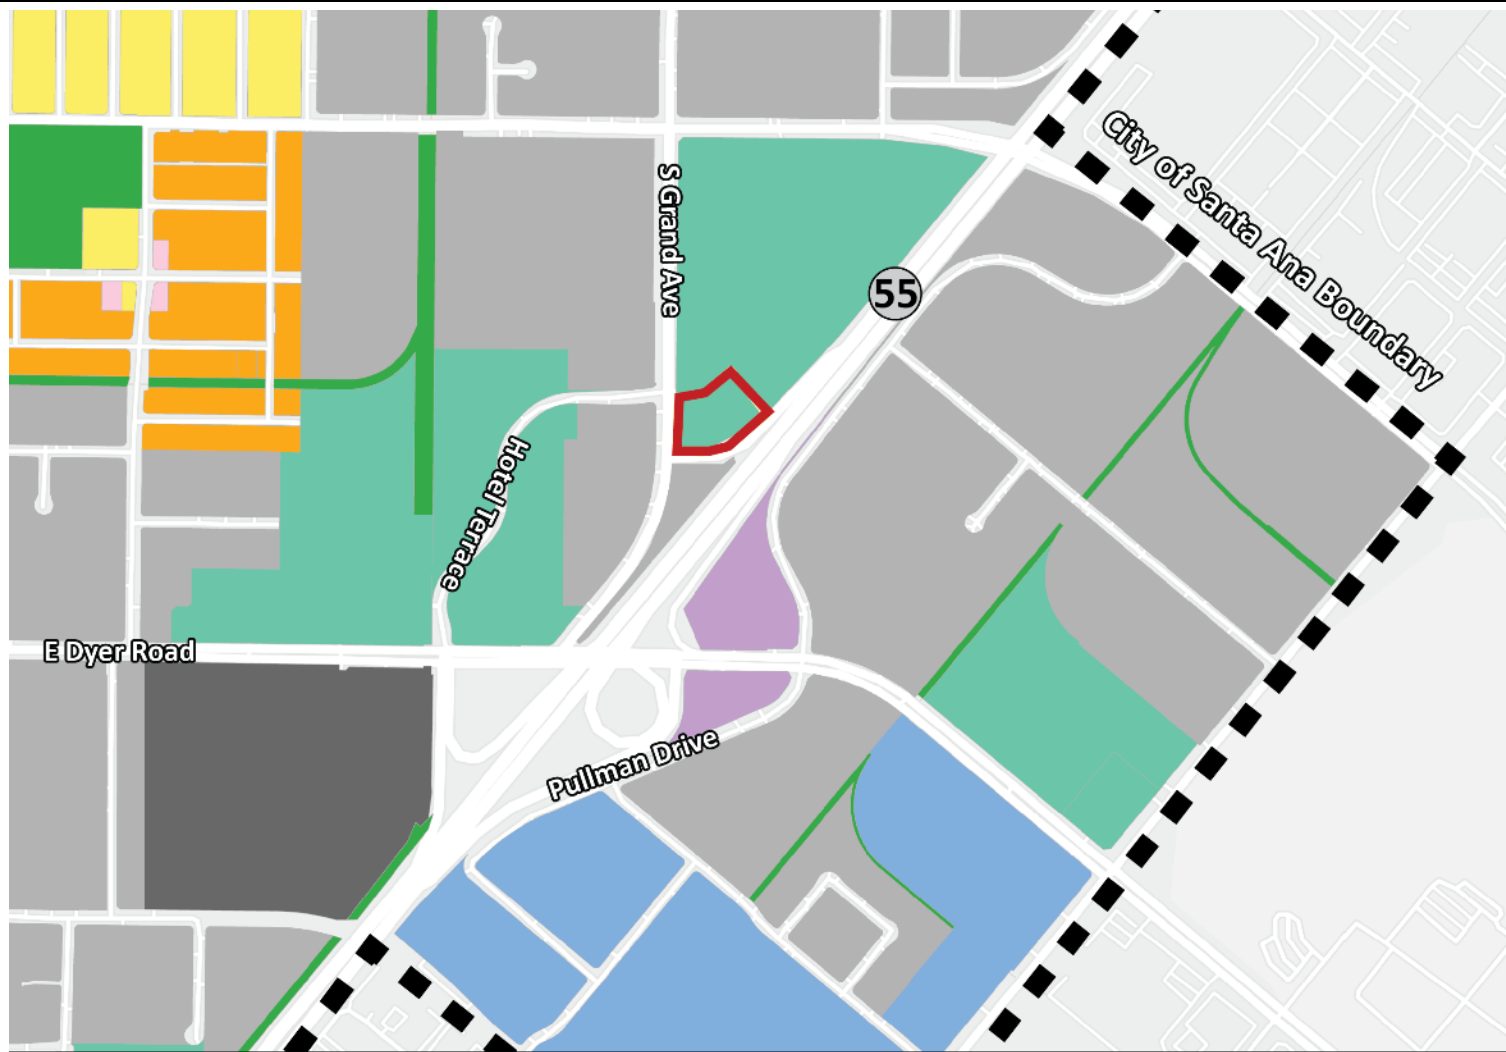 City of Santa Ana Boundary
S Grand Ave
55
Hotel Terrace
E Dyer Road
Pullman Drive